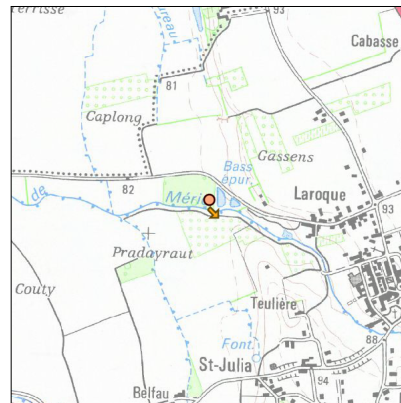 93
Cabasse
81
Caplong
Gassens
Bass
épur.
82
de
Laroque
93
Pradayraut
Couty
Teulière
88
Font.
St-Julia
94
Belfau